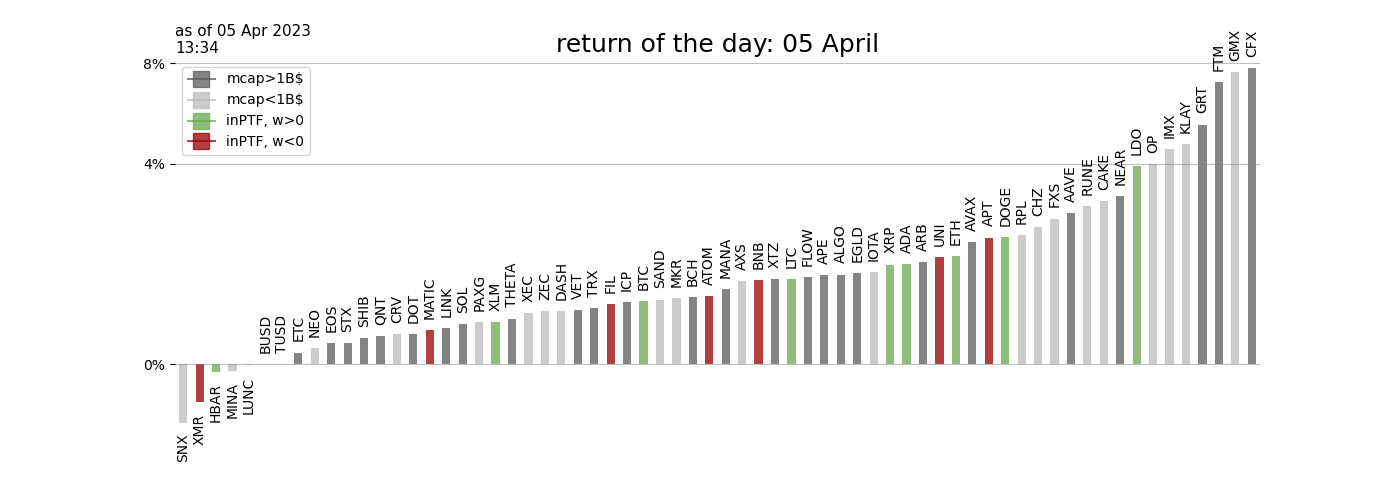 as of 05 Apr 2023
13:34
return of the day: 05 April
8%
4%
0%
mcap>1B$
mcap<1B$
inPTF, w>0
inPTF, w<0
SNX
XMR
HBAR
MINA
LUNC
BUSD
TUSD
ETC
NEO
EOS
STX
SHIB
QNT
CRV
DOT
MATIC
LINK
SOL
PAXG
XLM
THETA
XEC
ZEC
DASH
VET
TRX
FIL
ICP
BTC
SAND
MKR
BCH
ATOM
MANA
AXS
BNB
XTZ
LTC
FLOW
APE
ALGO
EGLD
IOTA
XRP
ADA
ARB
UNI
ETH
AVAX
APT
DOGE
RPL
CHZ
FXS
AAVE
RUNE
CAKE
NEAR
LDO
OP
IMX
KLAY
GRT
FTM
GMX
CFX